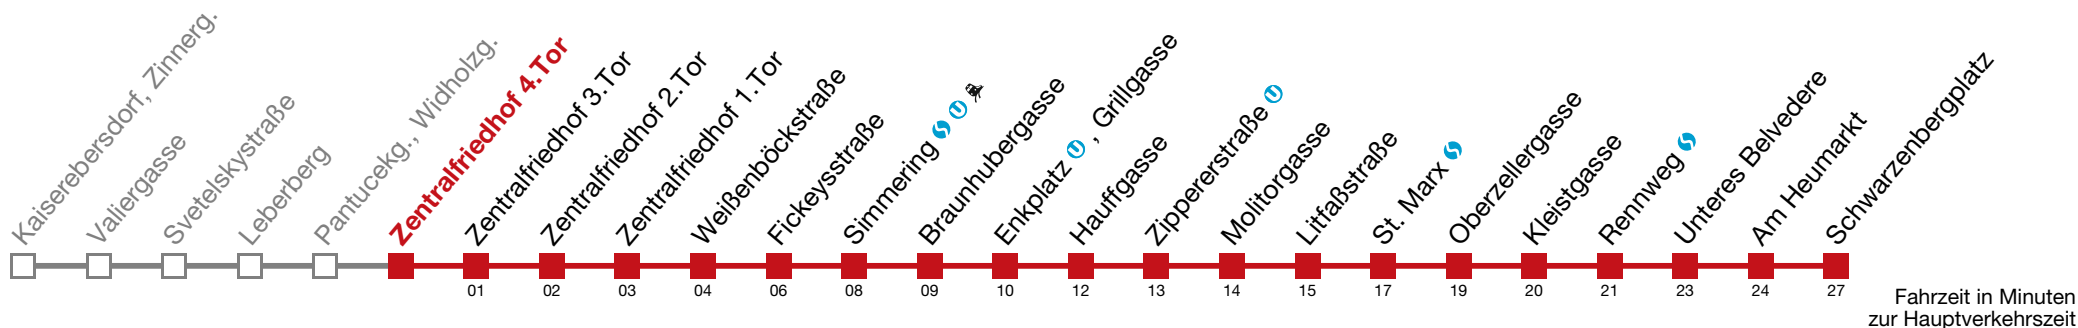 Kaiserebersdorf, Zinnerg.
Valiergasse
Svetelskystraße
Leberberg
Pantucekg., Widholzg.
Zentralfriedhof 4.Tor
Zentralfriedhof 3.Tor
Zentralfriedhof 2.Tor
Zentralfriedhof 1.Tor
Weißenböckstraße
Fickeysstraße
Simmering S U
Braunhubergasse
Enkplatz U , Grillgasse
Hauffgasse
Zippererstraße U
Molitorgasse
Litfaßstraße
St. Marx S
Oberzellergasse
Kleistgasse
Rennweg S
Unteres Belvedere
Am Heumarkt
Schwarzenbergplatz
01 02 03 04 06 08 09 10 12 13 14 15 17 19 20 21 23 24 27
Fahrzeit in Minuten
zur Hauptverkehrszeit